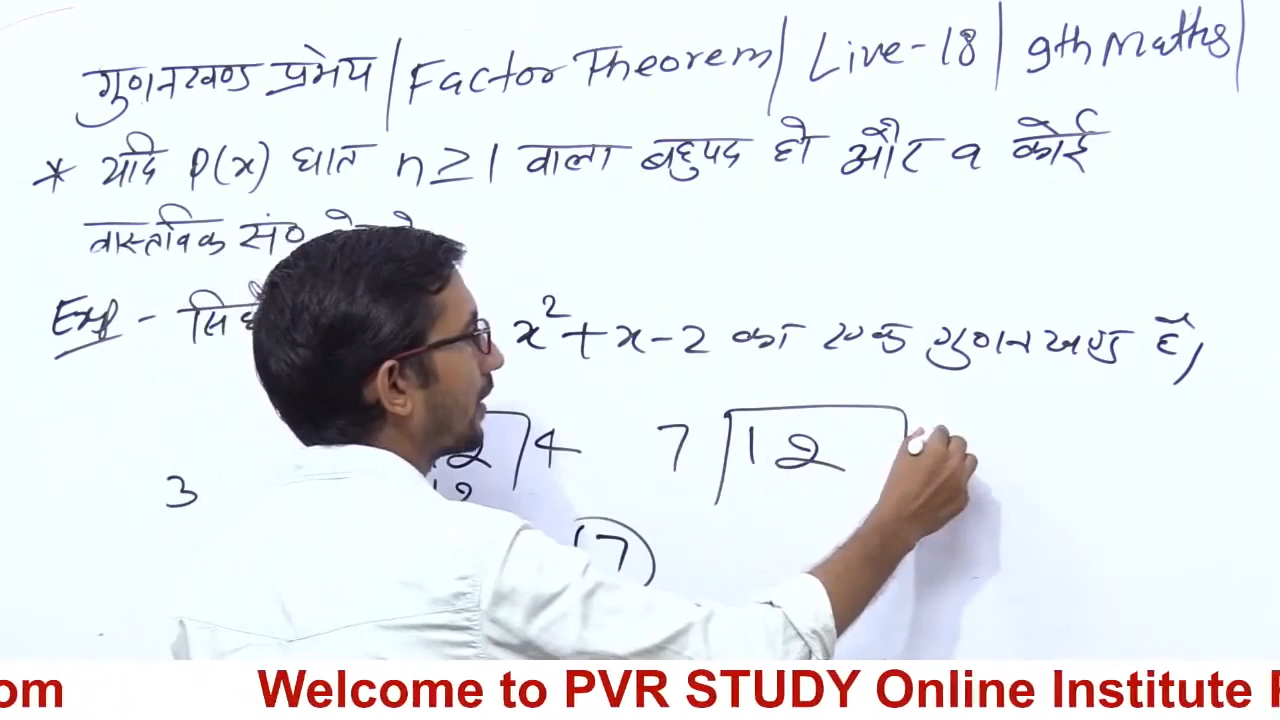 गुणनखण्ड प्रमेय | Factor Theorem | Live-18 | 9th Maths |
* यदि P(x) घात n ≥ 1 वाला बहुपद हो और a कोई
वास्तविक सं०
Exp - x² + x - 2 का एक गुणनखण्ड है,
4 7 12
3
17
om Welcome to PVR STUDY Online Institute